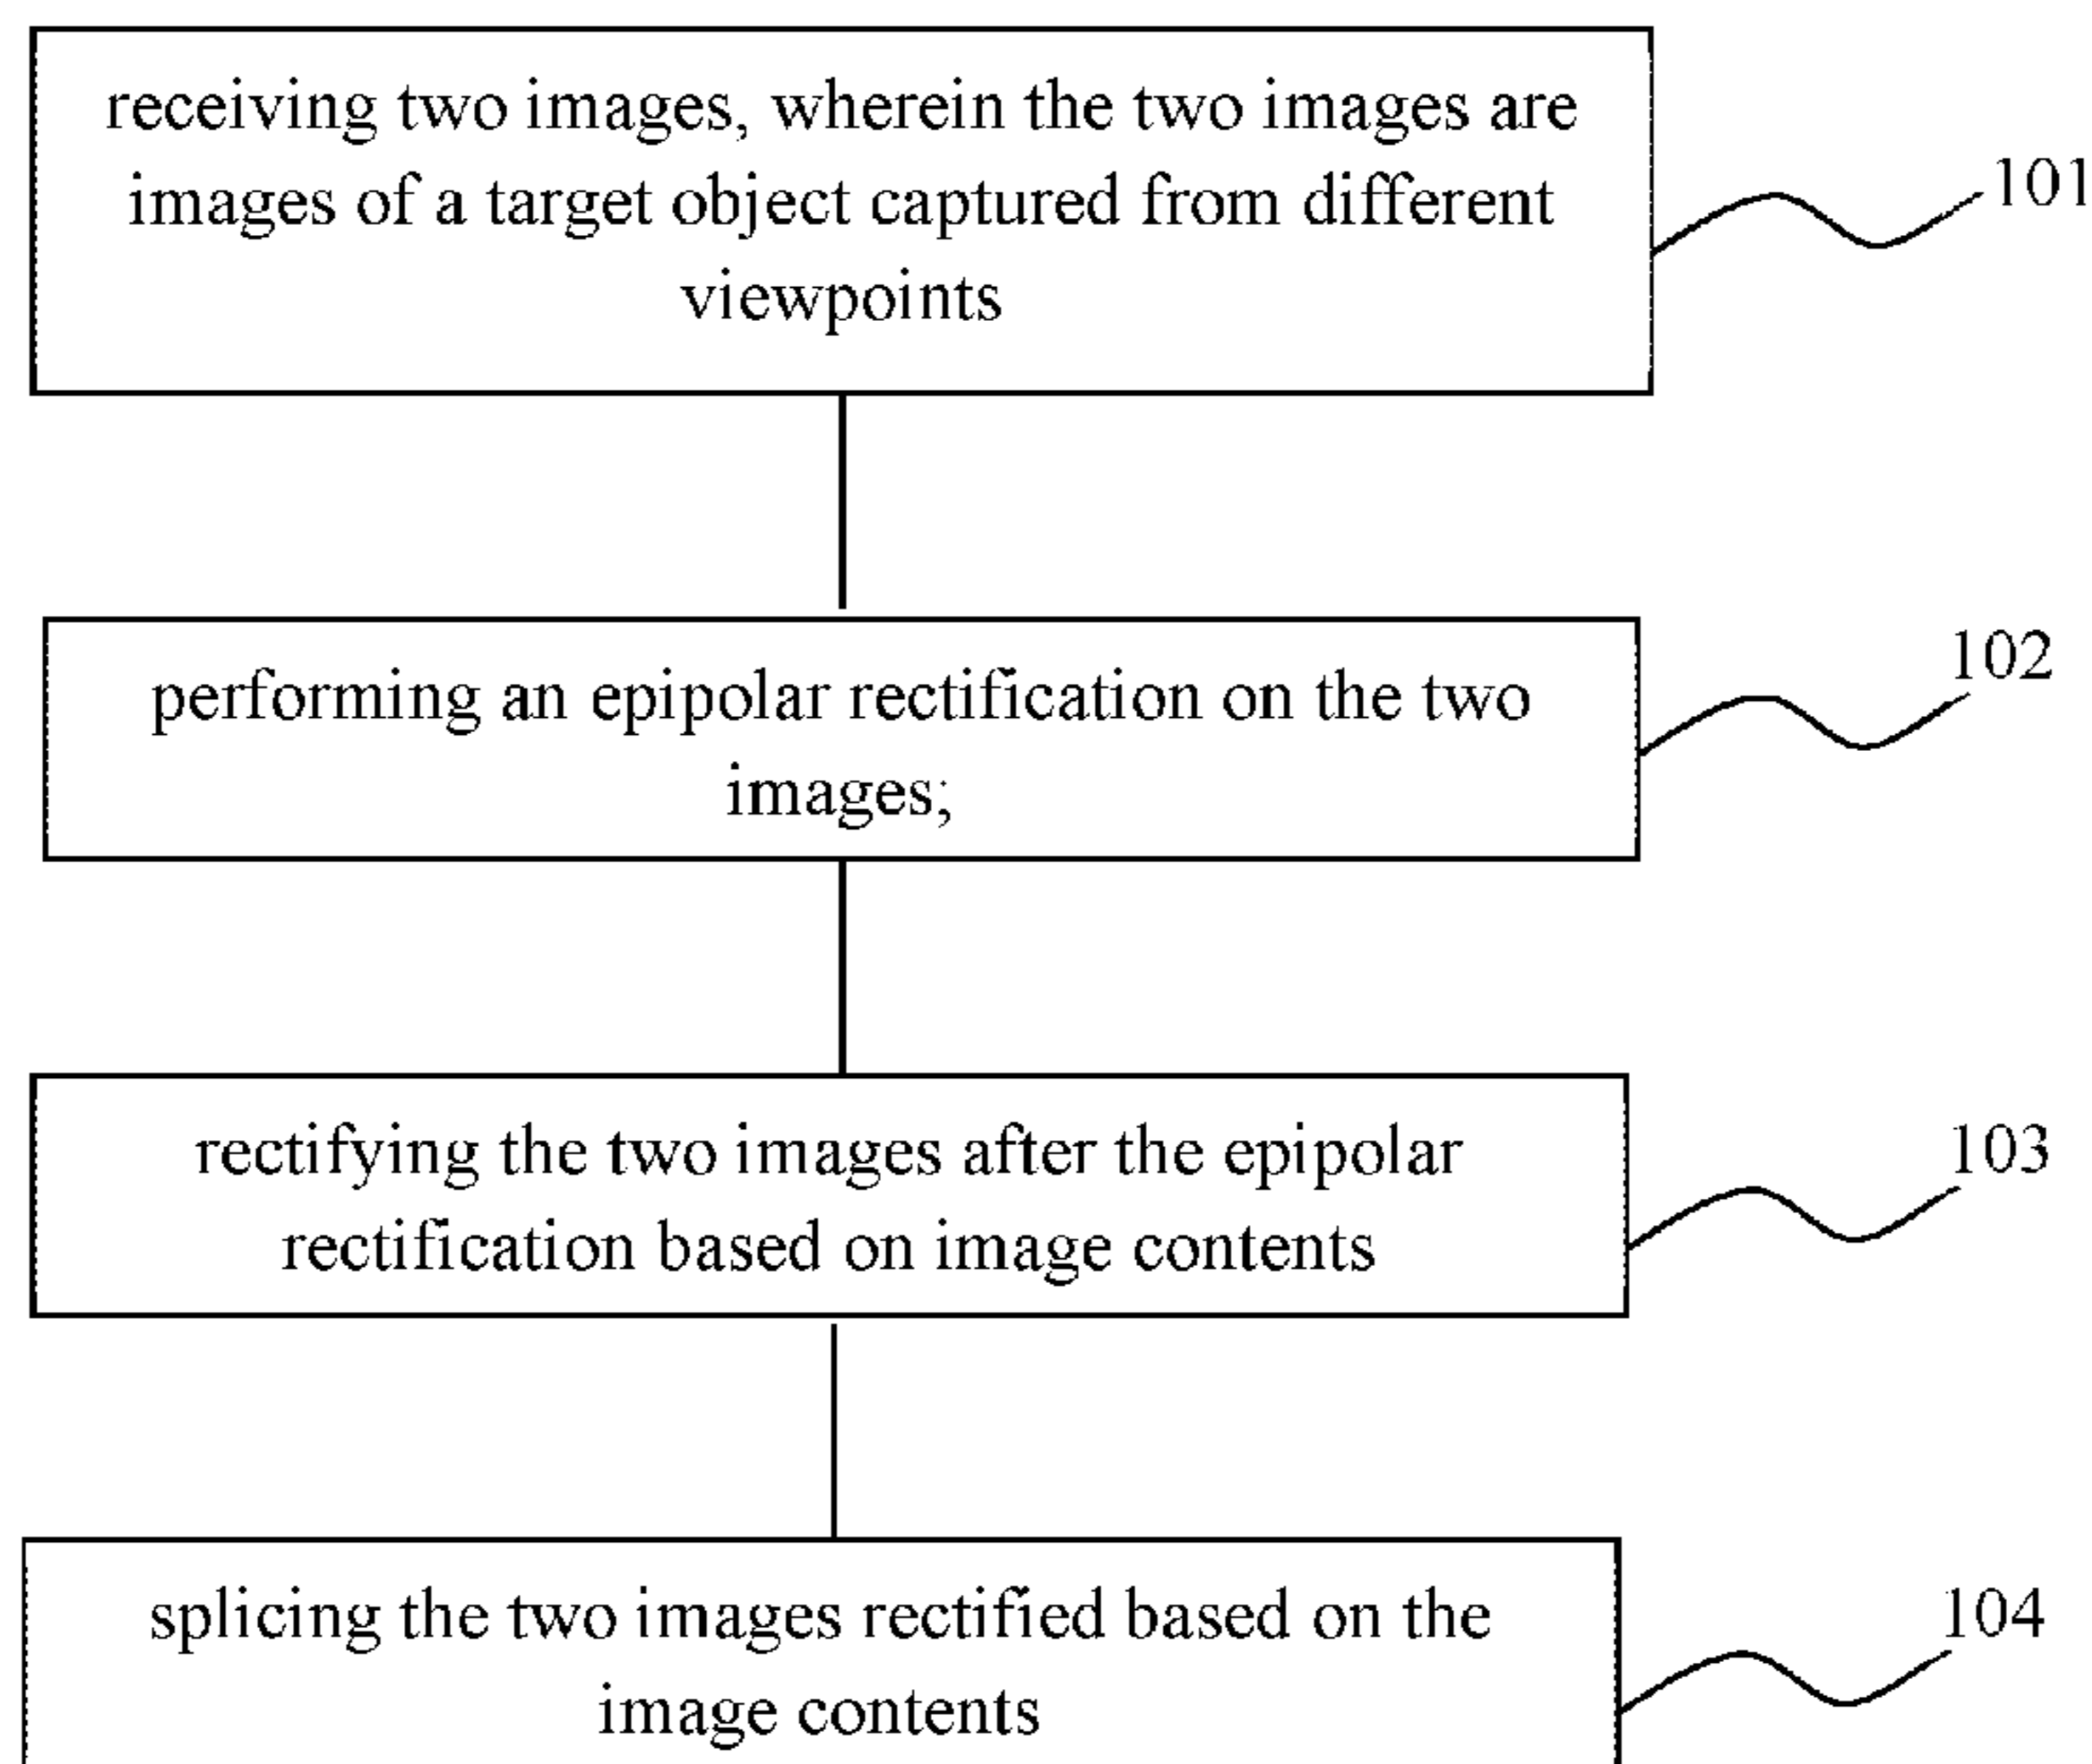 receiving two images, wherein the two images are
images of a target object captured from different
viewpoints
101
performing an epipolar rectification on the two
images;
102
rectifying the two images after the epipolar
rectification based on image contents
103
splicing the two images rectified based on the
image contents
104